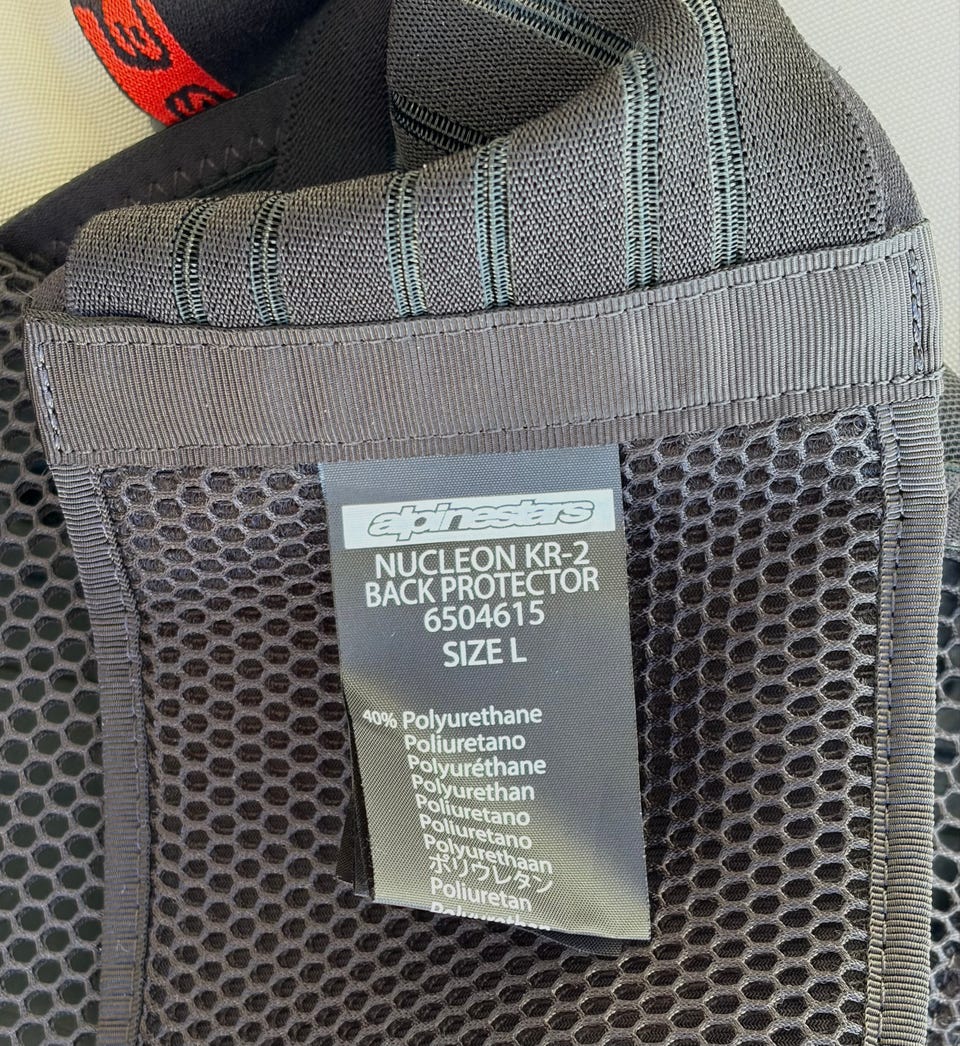 alpinestars
NUCLEON KR-2
BACK PROTECTOR
6504615
SIZE L
40% Polyurethane
Poliuretano
Polyuréthane
Polyurethan
Poliuretano
Poliuretano
Polyurethaan
ポリウレタン
Poliuretan